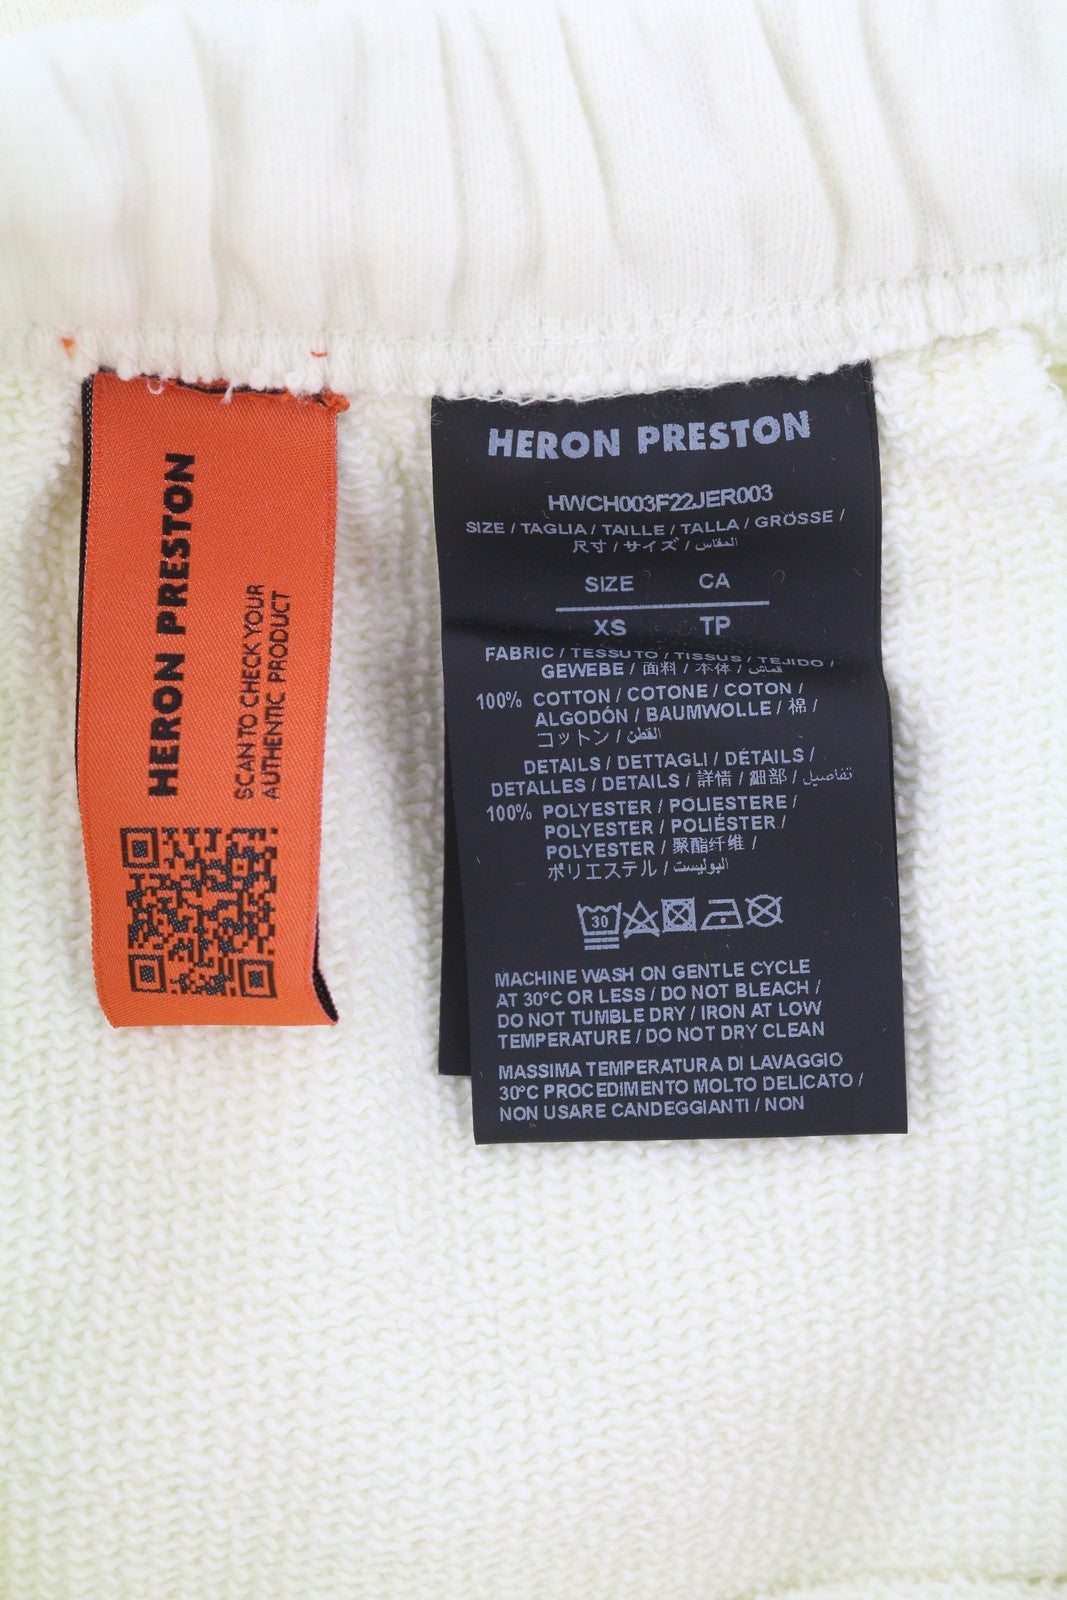 HERON PRESTON
SCAN TO CHECK YOUR
AUTHENTIC PRODUCT
HERON PRESTON
HWCH003F22JER003
SIZE / TAGLIA / TAILLE / TALLA / GRÖSSE /
尺寸 / サイズ / المقاس
SIZE CA
XS TP
FABRIC / TESSUTO / TISSUS / TEJIDO /
GEWEBE / 面料 / 本体 / قماش
100% COTTON / COTONE / COTON /
ALGODÓN / BAUMWOLLE / 棉 /
コットン / القطن
DETAILS / DETTAGLI / DÉTAILS /
DETALLES / DETAILS / 詳情 / 細部 / تفاصيل
100% POLYESTER / POLIESTERE /
POLYESTER / POLIÉSTER /
POLYESTER / 聚酯纤维 /
ポリエステル / البوليست
30
MACHINE WASH ON GENTLE CYCLE
AT 30°C OR LESS / DO NOT BLEACH /
DO NOT TUMBLE DRY / IRON AT LOW
TEMPERATURE / DO NOT DRY CLEAN
MASSIMA TEMPERATURA DI LAVAGGIO
30°C PROCEDIMENTO MOLTO DELICATO /
NON USARE CANDEGGIANTI / NON